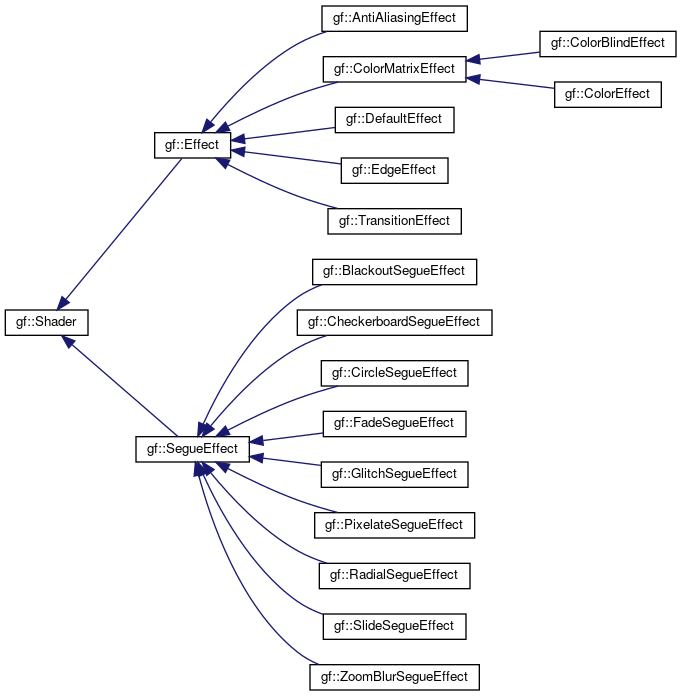 gf::AntiAliasingEffect
gf::ColorMatrixEffect
gf::ColorBlindEffect
gf::ColorEffect
gf::DefaultEffect
gf::Effect
gf::EdgeEffect
gf::TransitionEffect
gf::BlackoutSegueEffect
gf::Shader
gf::CheckerboardSegueEffect
gf::CircleSegueEffect
gf::FadeSegueEffect
gf::SegueEffect
gf::GlitchSegueEffect
gf::PixelateSegueEffect
gf::RadialSegueEffect
gf::SlideSegueEffect
gf::ZoomBlurSegueEffect